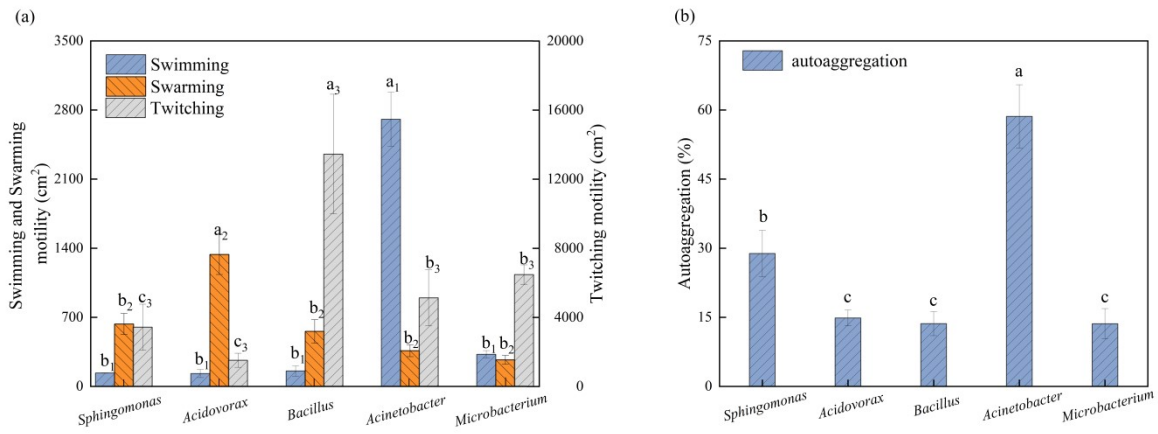 (a)
3500
2800
2100
1400
700
0
Swimming and Swarming
motility (cm²)
Swimming
Swarming
Twitching
20000
16000
12000
8000
4000
0
Twitching motility (cm²)
b₁
b₂
c₃
b₁
a₂
c₃
b₁
b₂
a₃
a₁
b₂
b₃
b₁
b₂
b₃
Sphingomonas
Acidovorax
Bacillus
Acinetobacter
Microbacterium
(b)
75
60
45
30
15
0
Autoaggregation (%)
autoaggregation
b
c
c
a
c
Sphingomonas
Acidovorax
Bacillus
Acinetobacter
Microbacterium